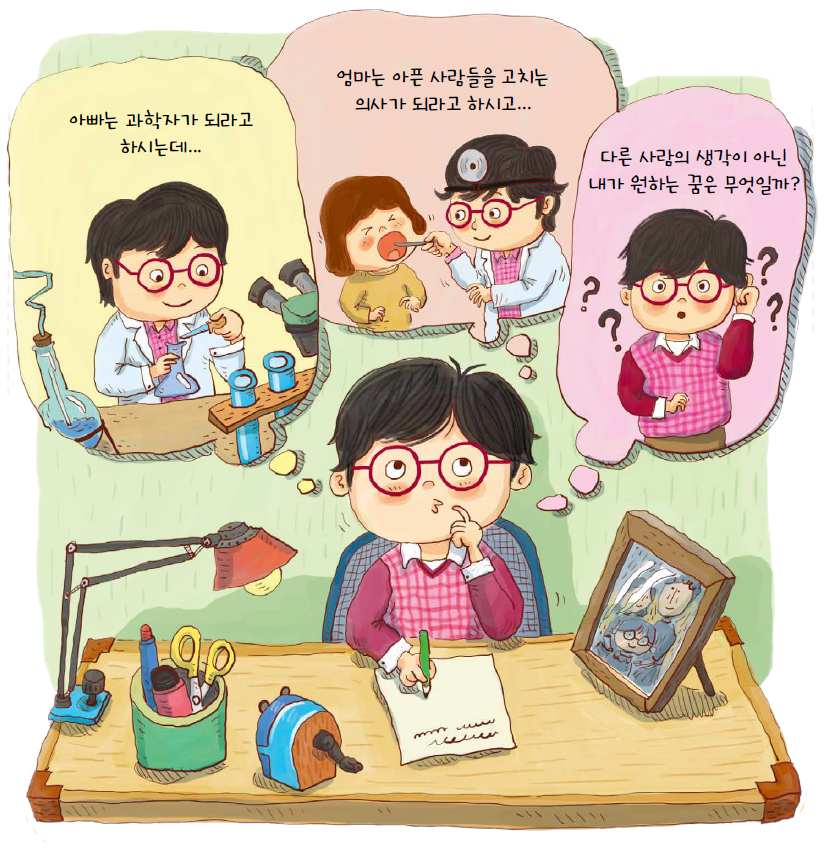 아빠는 과학자가 되라고
하시는데...
엄마는 아픈 사람들을 고치는
의사가 되라고 하시고...
다른 사람의 생각이 아닌
내가 원하는 꿈은 무엇일까?
???
??